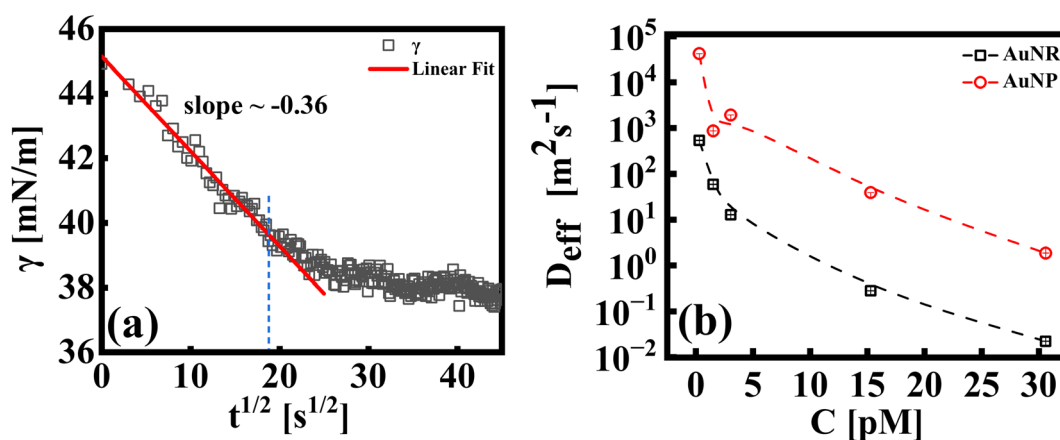 46
44
42
40
38
36
γ [mN/m]
γ
Linear Fit
slope ~ -0.36
(a)
0
10
20
30
40
t^1/2 [s^1/2]
10^5
10^4
10^3
10^2
10^1
10^0
10^-1
10^-2
D_eff [m^2s^-1]
AuNR
AuNP
(b)
0
5
10
15
20
25
30
C [pM]